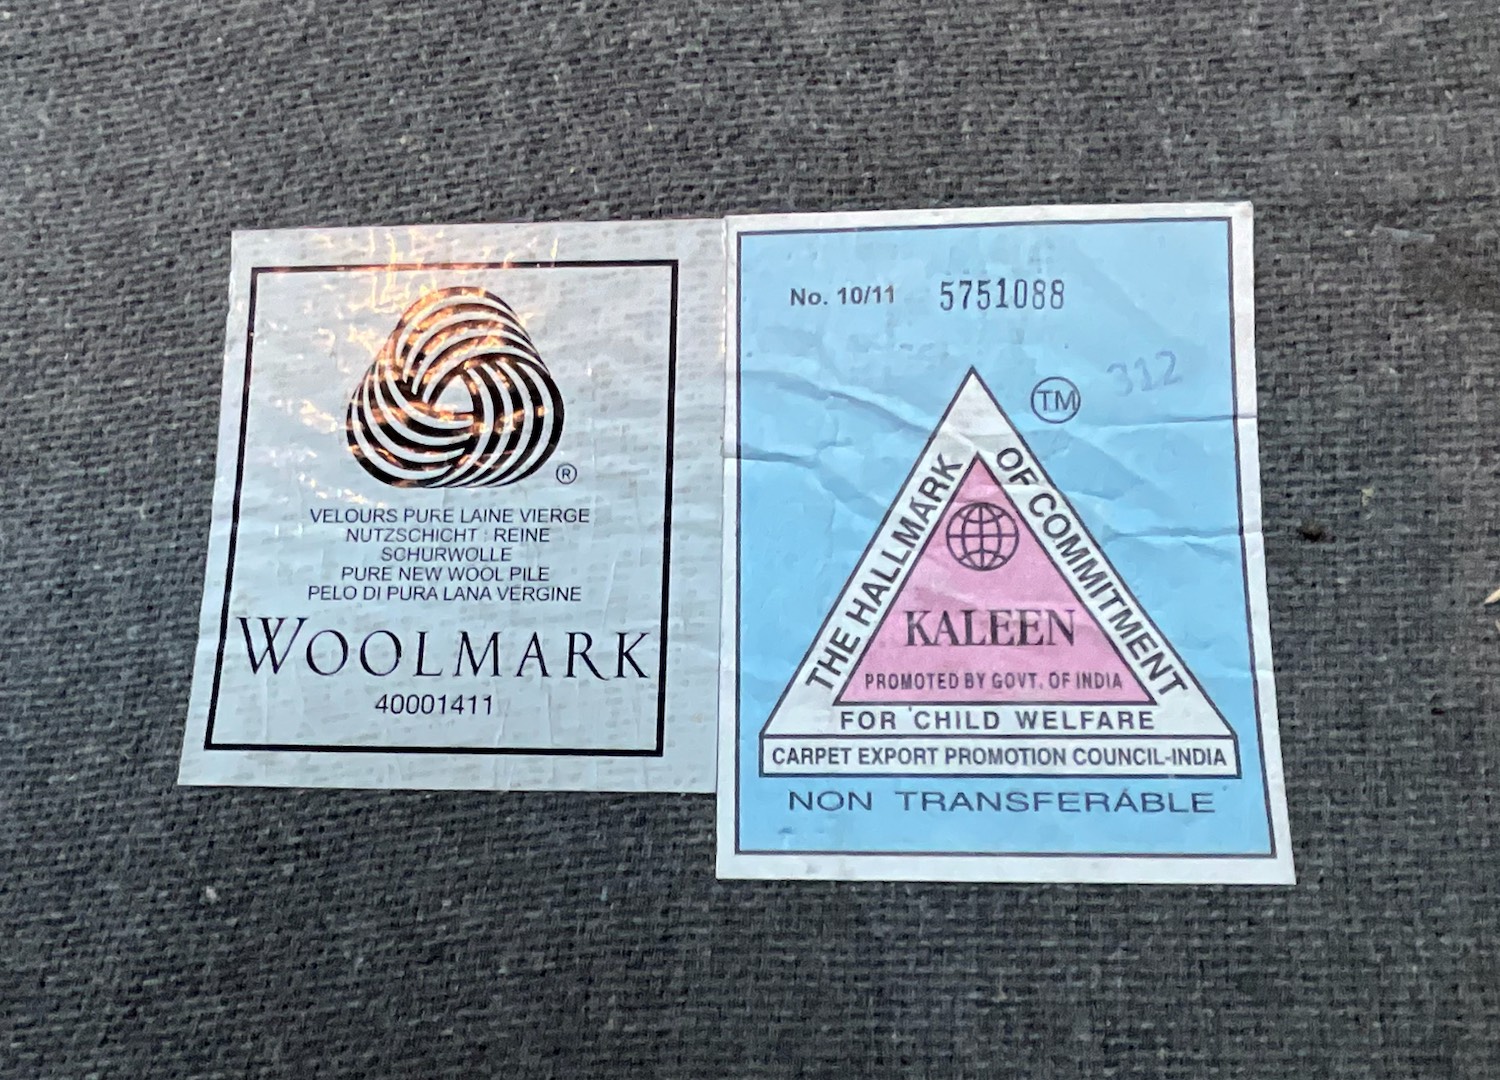 ®
VELOURS PURE LAINE VIERGE
NUTZSCHICHT : REINE
SCHURWOLLE
PURE NEW WOOL PILE
PELO DI PURA LANA VERGINE
WOOLMARK
40001411
No. 10/11 5751088
312
TM
THE HALLMARK OF COMMITMENT
KALEEN
PROMOTED BY GOVT. OF INDIA
FOR CHILD WELFARE
CARPET EXPORT PROMOTION COUNCIL-INDIA
NON TRANSFERABLE